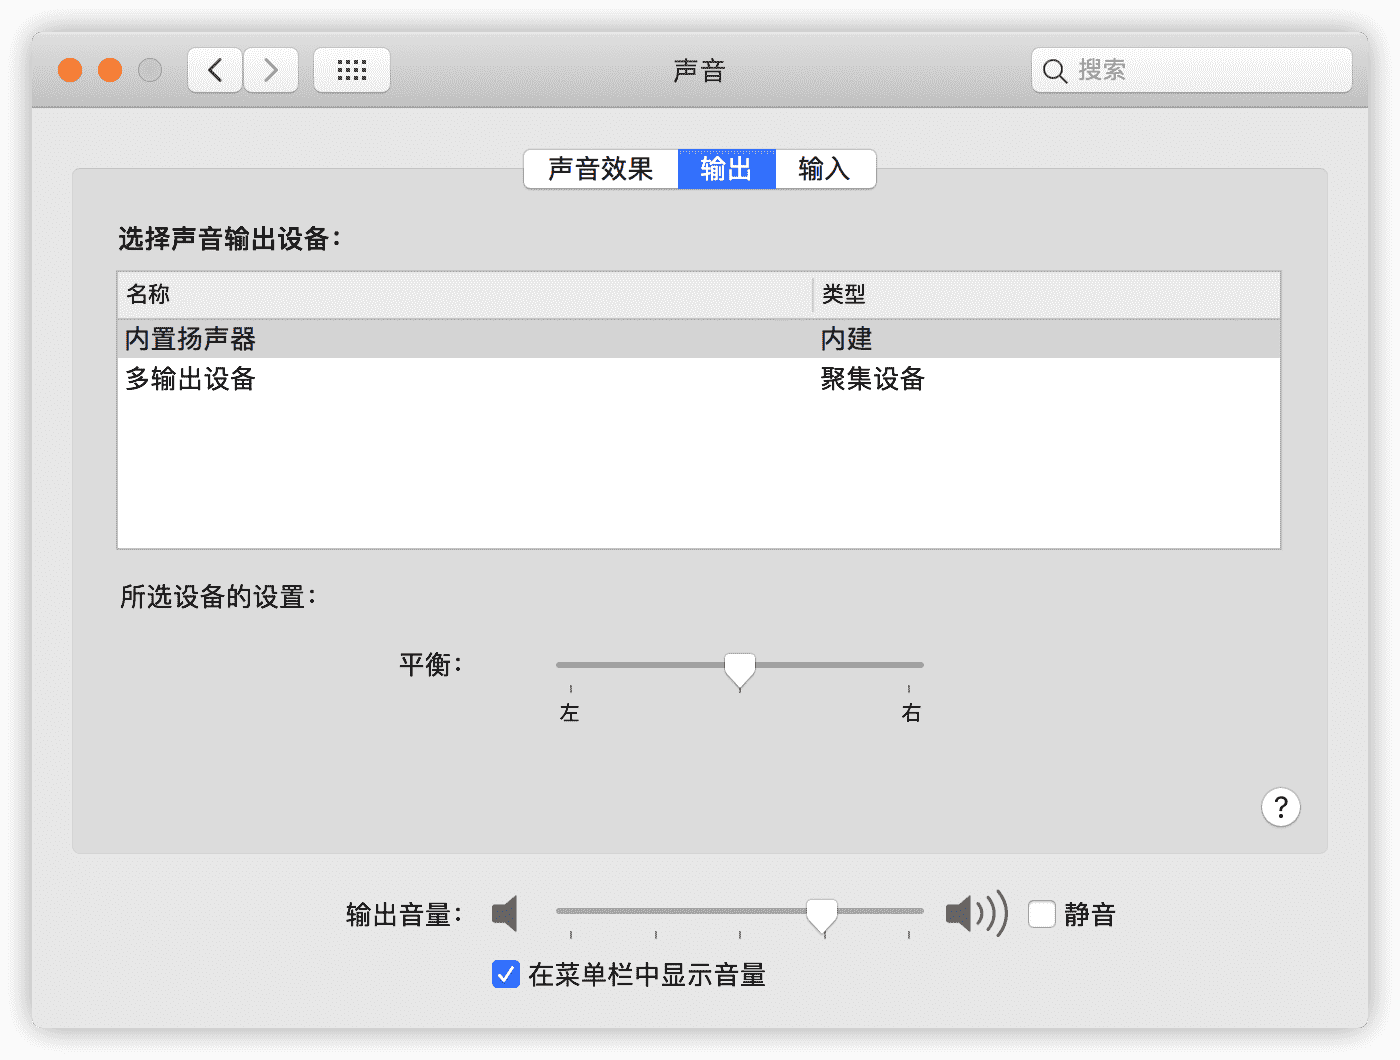 声音
搜索
声音效果 输出 输入
选择声音输出设备：
名称 类型
内置扬声器 内建
多输出设备 聚集设备
所选设备的设置：
平衡：
左 右
?
输出音量： 静音
在菜单栏中显示音量